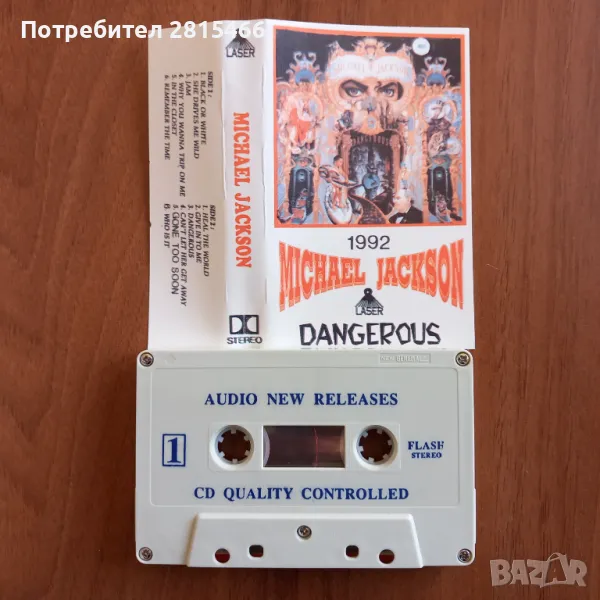 Потребител 2815466
LASER
SIDE 1:
1. BLACK OR WHITE
2. SHE DRIVES ME WILD
3. JAM
4. WHY YOU WANNA TRIP ON ME
5. IN THE CLOSET
6. REMEMBER THE TIME
SIDE 2:
1. HEAL THE WORLD
2. GIVE IN TO ME
3. DANGEROUS
4. CAN'T LET HER GET AWAY
5. GONE TOO SOON
6 WHO IS IT
MICHAEL JACKSON
STEREO
MICHAEL JACKSON
1992
MICHAEL JACKSON
LASER
DANGEROUS
AUDIO NEW RELEASES
1
FLASH
STEREO
CD QUALITY CONTROLLED
BAZAR